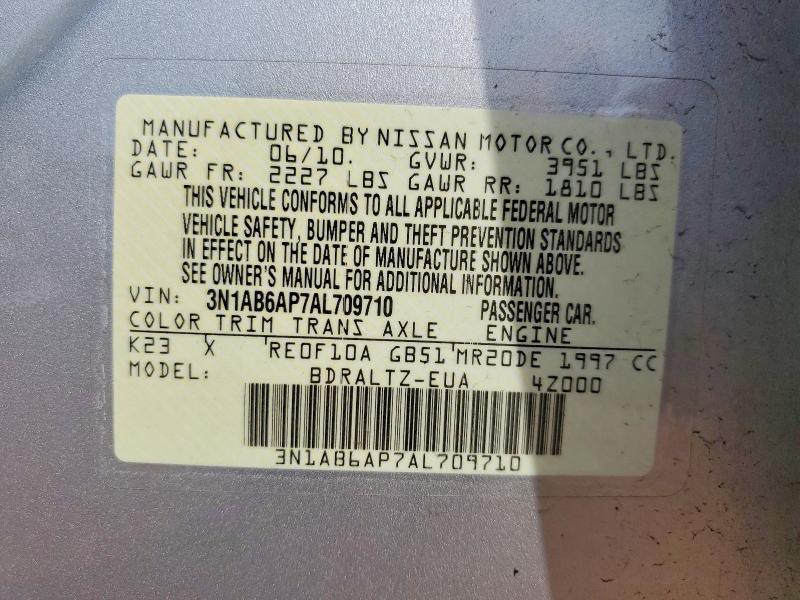 MANUFACTURED BY NISSAN MOTOR CO., LTD.
DATE: 06/10. GVWR: 3951 LBS
GAWR FR: 2227 LBS GAWR RR: 1810 LBS
THIS VEHICLE CONFORMS TO ALL APPLICABLE FEDERAL MOTOR
VEHICLE SAFETY, BUMPER AND THEFT PREVENTION STANDARDS
IN EFFECT ON THE DATE OF MANUFACTURE SHOWN ABOVE.
SEE OWNER'S MANUAL FOR ADDITIONAL INFORMATION.
VIN: 3N1AB6AP7AL709710 PASSENGER CAR.
COLOR TRIM TRANS AXLE ENGINE
K23 X RE0F10A GB51 MR20DE 1997 CC
MODEL: BDRALTZ-EUA 4Z000
3N1AB6AP7AL709710